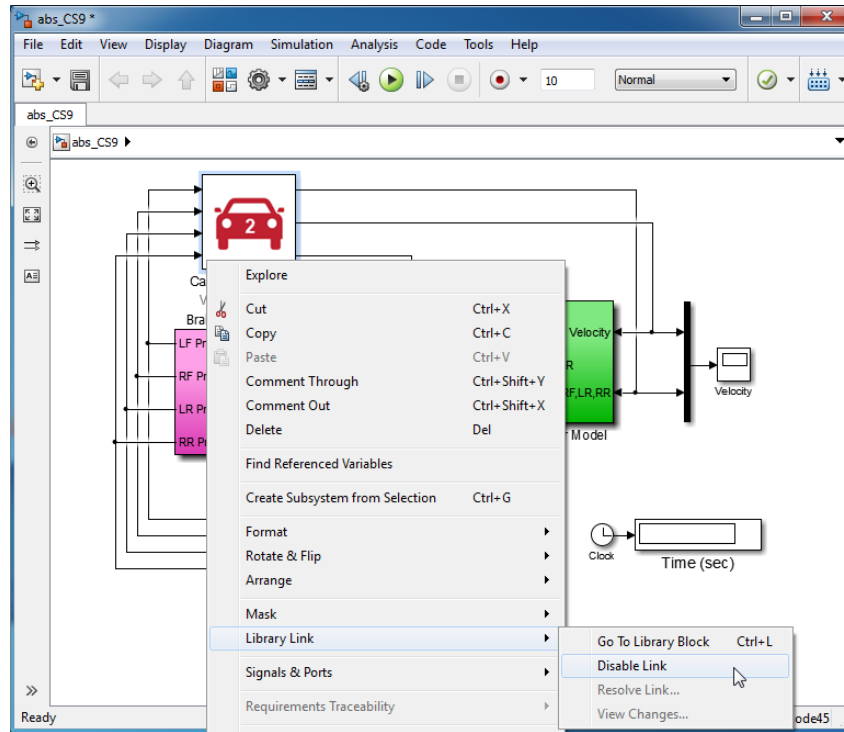 abs_CS9 *
File Edit View Display Diagram Simulation Analysis Code Tools Help
10 Normal
abs_CS9
abs_CS9
2
Ca
V
Bra
LF Pr
RF Pr
LR Pr
RR P
Explore
Cut Ctrl+X
Copy Ctrl+C
Paste Ctrl+V
Comment Through Ctrl+Shift+Y
Comment Out Ctrl+Shift+X
Delete Del
Find Referenced Variables
Create Subsystem from Selection Ctrl+G
Format
Rotate & Flip
Arrange
Mask
Library Link
Signals & Ports
Requirements Traceability
Velocity
R
RF,LR,RR
r Model
Velocity
Clock
Time (sec)
Go To Library Block Ctrl+L
Disable Link
Resolve Link...
View Changes...
Ready
ode45